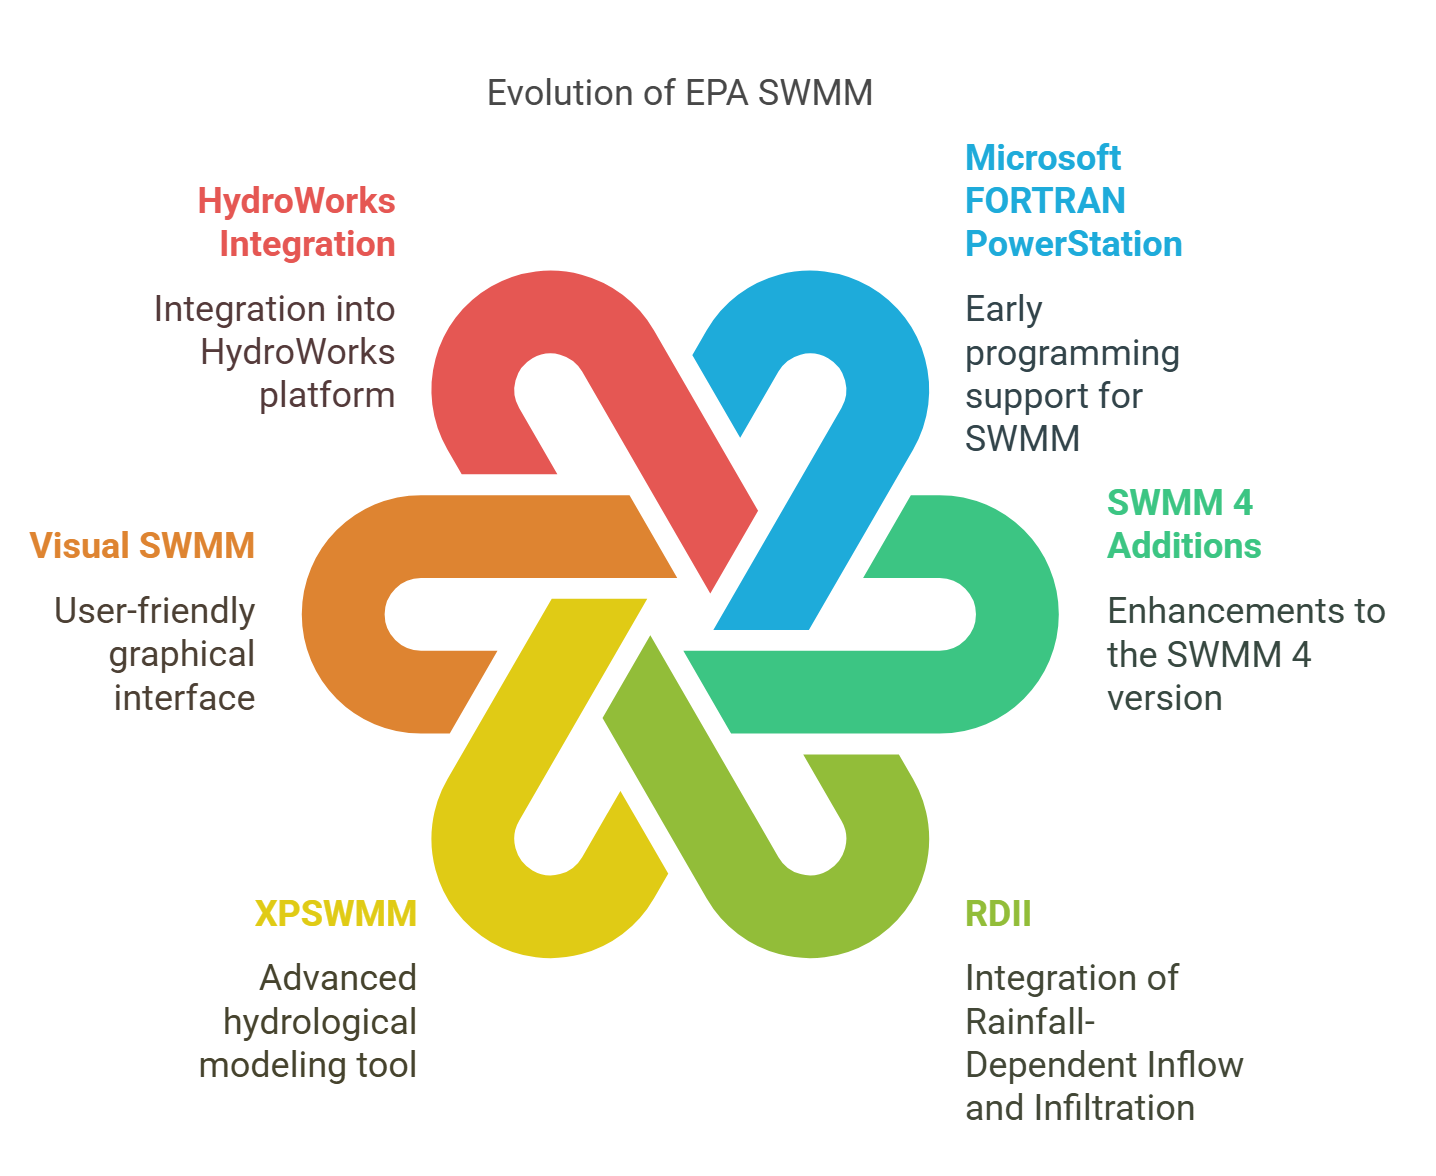 Evolution of EPA SWMM
HydroWorks
Integration
Integration into
HydroWorks
platform
Microsoft
FORTRAN
PowerStation
Early
programming
support for
SWMM
Visual SWMM
User-friendly
graphical
interface
SWMM 4
Additions
Enhancements to
the SWMM 4
version
XPSWMM
Advanced
hydrological
modeling tool
RDII
Integration of
Rainfall-
Dependent Inflow
and Infiltration